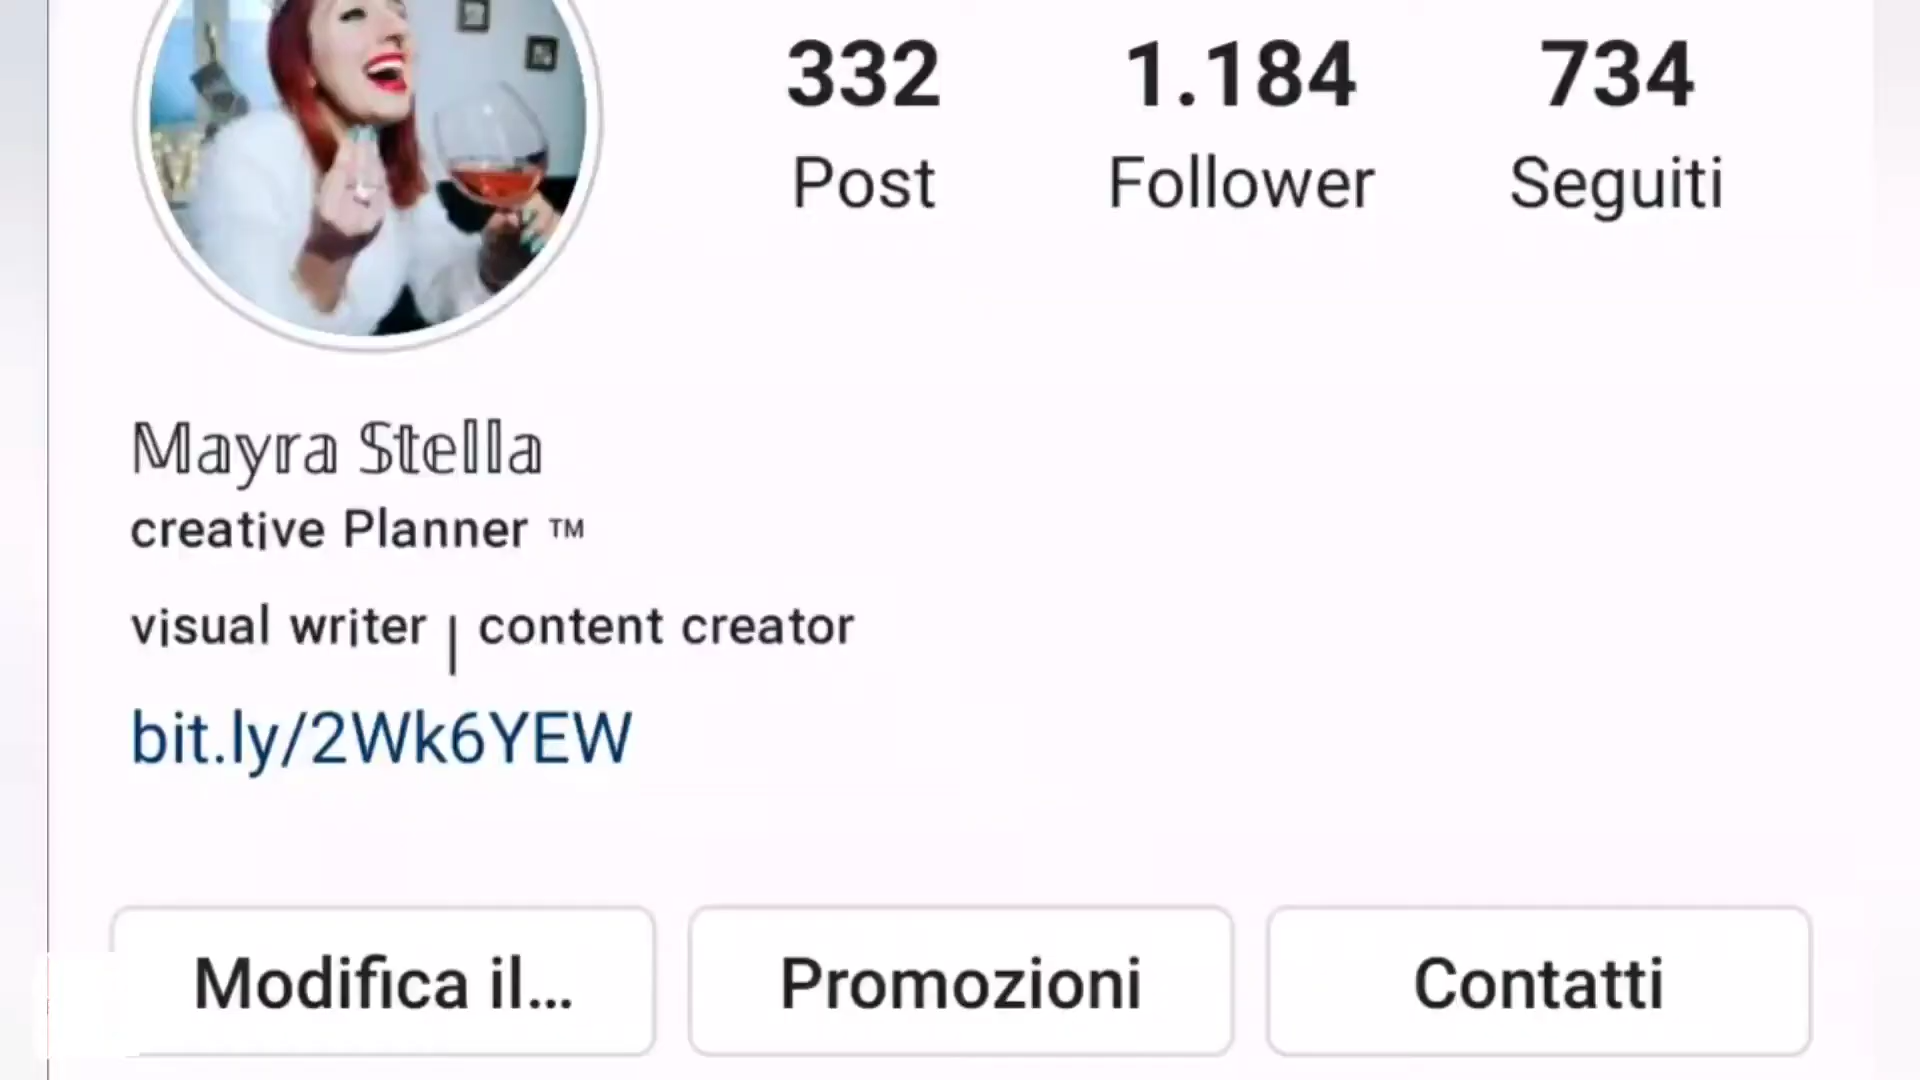 332 1.184 734
Post Follower Seguiti
𝕄𝕒𝕪𝕣𝕒 𝕊𝕥𝕖𝕝𝕝𝕒
creative Planner ™
visual writer | content creator
bit.ly/2Wk6YEW
Modifica il... Promozioni Contatti